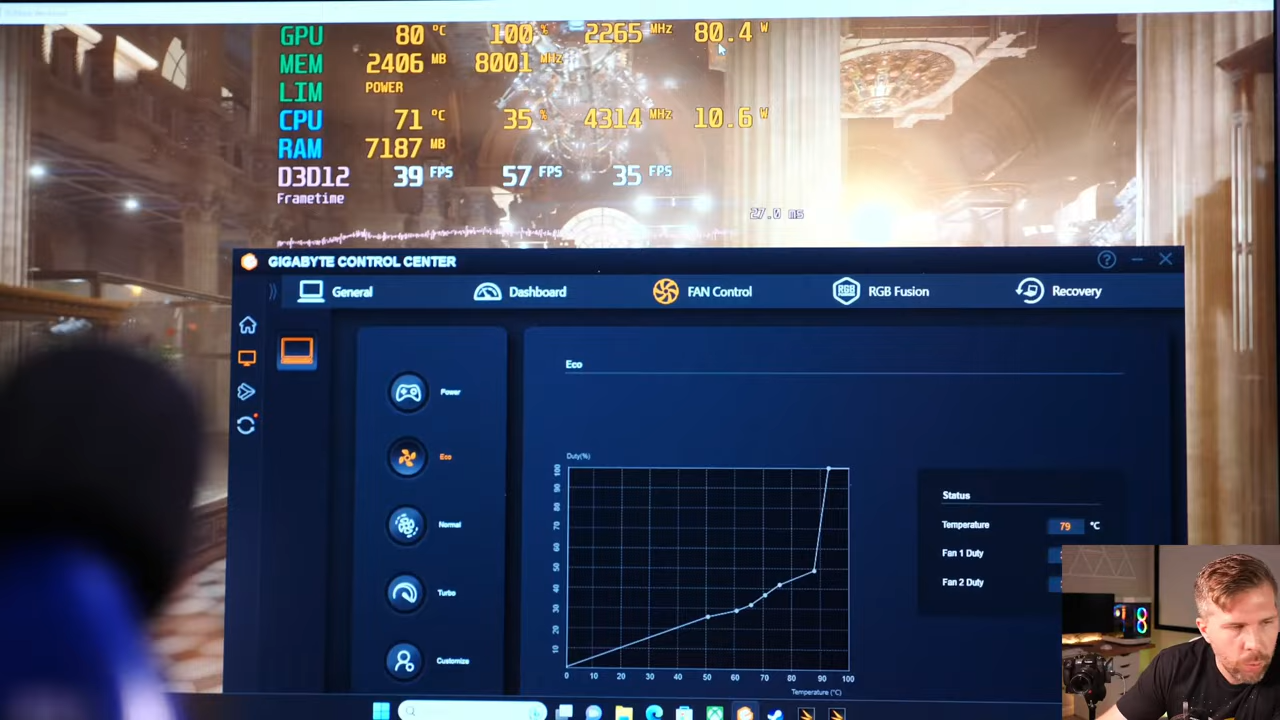 GPU 80 °C 100 % 2265 MHz 80.4 W
MEM 2406 MB 8001 MHz
LIM POWER
CPU 71 °C 35 % 4314 MHz 10.6 W
RAM 7187 MB
D3D12 39 FPS 57 FPS 35 FPS
Frametime
27.0 ms
GIGABYTE CONTROL CENTER
General Dashboard FAN Control RGB RGB Fusion Recovery
Eco
Power
Eco
Normal
Turbo
Customize
Duty(%)
100
90
80
70
60
50
40
30
20
10
0 10 20 30 40 50 60 70 80 90 100
Temperature (°C)
Status
Temperature 79 °C
Fan 1 Duty
Fan 2 Duty